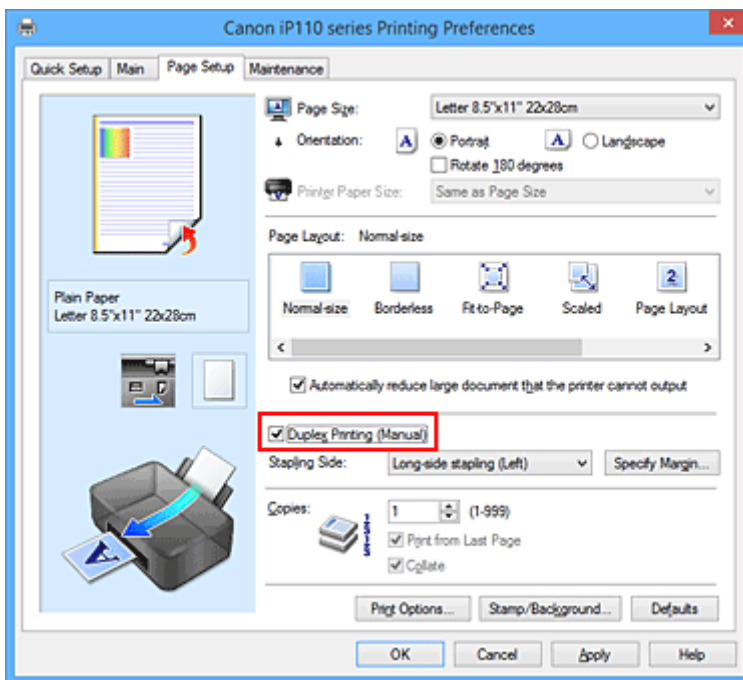 Canon iP110 series Printing Preferences
Quick Setup Main Page Setup Maintenance
Page Size: Letter 8.5"x11" 22x28cm
Orientation: A Portrait A Landscape
Rotate 180 degrees
Printer Paper Size: Same as Page Size
Page Layout: Normal-size
2
Normal-size Borderless Fit-to-Page Scaled Page Layout
Plain Paper
Letter 8.5"x11" 22x28cm
Automatically reduce large document that the printer cannot output
Duplex Printing (Manual)
Stapling Side: Long-side stapling (Left) Specify Margin...
Copies: 1 (1-999)
Print from Last Page
Collate
A
Print Options... Stamp/Background... Defaults
OK Cancel Apply Help